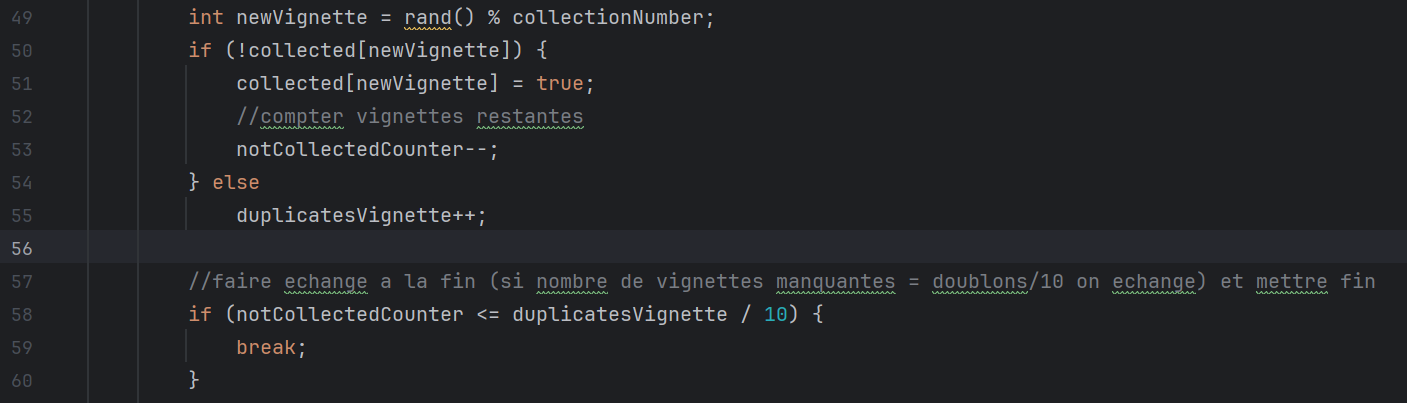 49 int newVignette = rand() % collectionNumber;
50 if (!collected[newVignette]) {
51 collected[newVignette] = true;
52 //compter vignettes restantes
53 notCollectedCounter--;
54 } else
55 duplicatesVignette++;
56
57 //faire echange a la fin (si nombre de vignettes manquantes = doublons/10 on echange) et mettre fin
58 if (notCollectedCounter <= duplicatesVignette / 10) {
59 break;
60 }